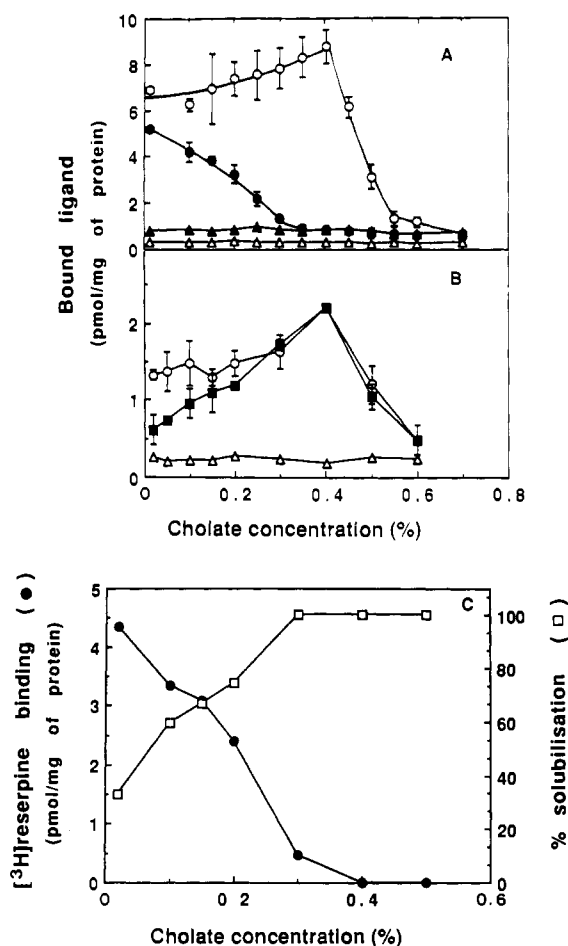 10
A
8
6
4
2
0
B
2
1
0
Bound ligand
(pmol/mg of protein)
0 0.2 0.4 0.6 0.8
Cholate concentration (%)
5
C
4
3
2
1
0
[³H]reserpine binding (●)
(pmol/mg of protein)
100
80
60
40
20
0
% solubilisation (□)
0 0.2 0.4 0.6
Cholate concentration (%)